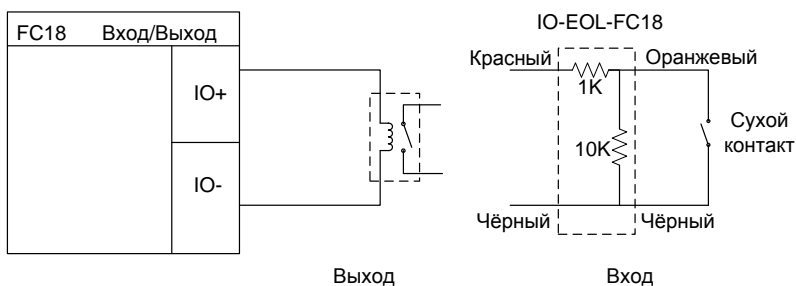 FC18 Вход/Выход
IO+
IO-
Выход
IO-EOL-FC18
Красный
Оранжевый
1K
10K
Сухой
контакт
Чёрный
Чёрный
Вход